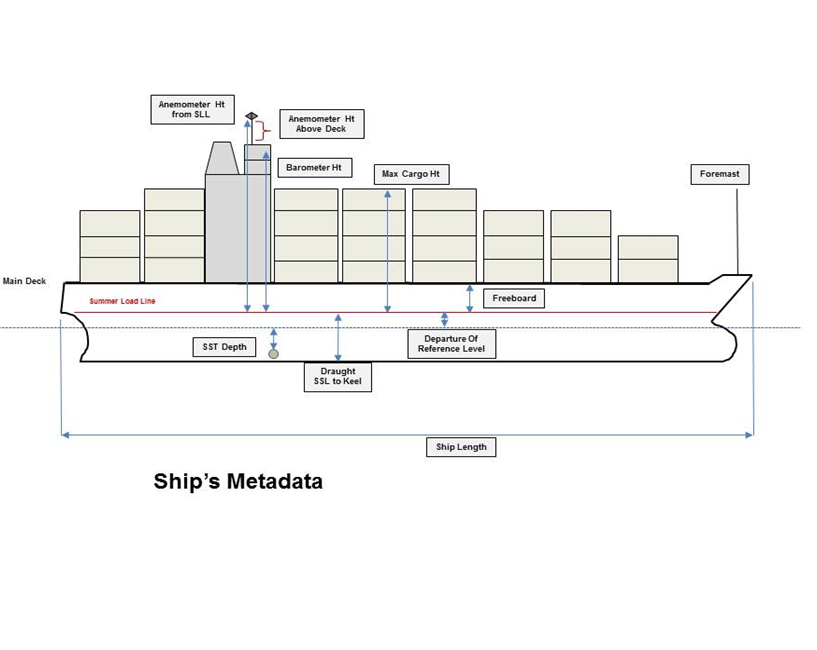 Anemometer Ht
from SLL
Anemometer Ht
Above Deck
Barometer Ht
Max Cargo Ht
Foremast
Main Deck
Summer Load Line
Freeboard
SST Depth
Departure Of
Reference Level
Draught
SSL to Keel
Ship Length
Ship's Metadata